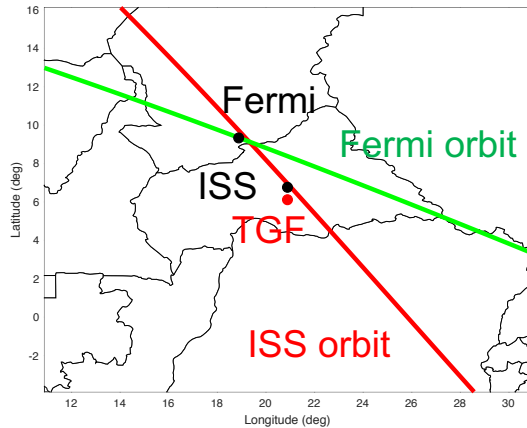 16
14
12
10
8
6
4
2
0
-2
Latitude (deg)
Fermi
Fermi orbit
ISS
TGF
ISS orbit
12 14 16 18 20 22 24 26 28 30
Longitude (deg)